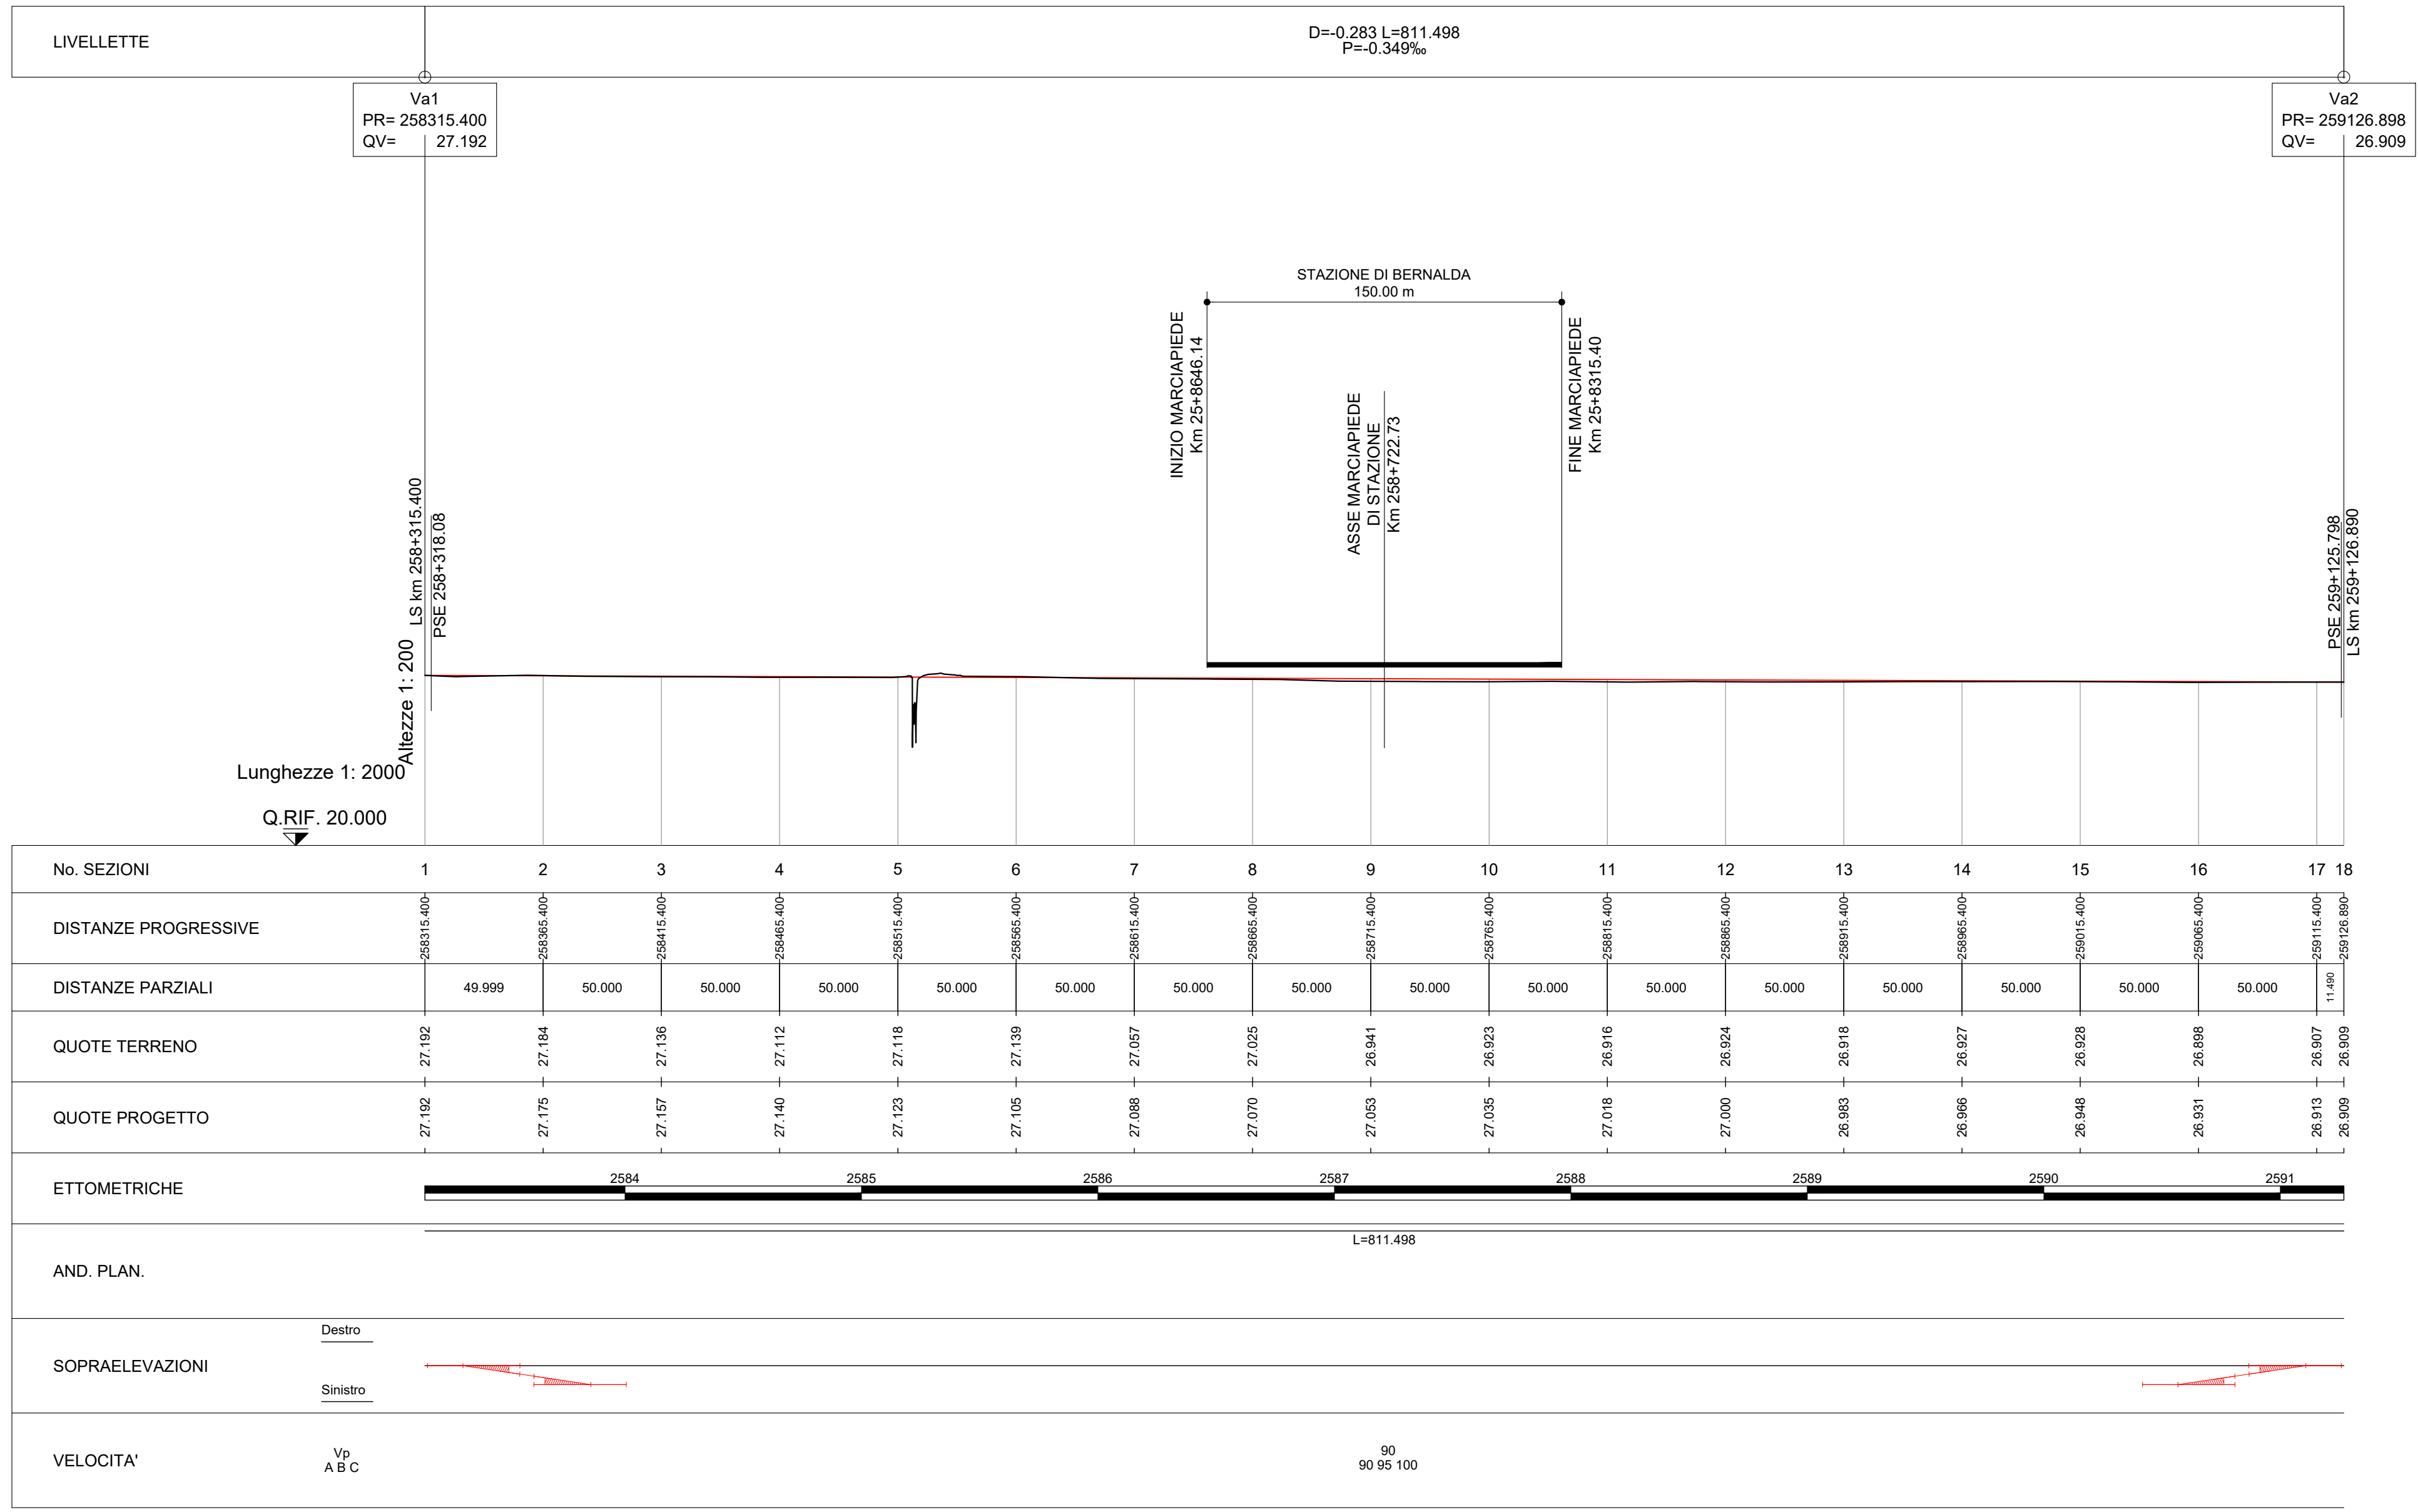 LIVELLETTE
D=-0.283 L=811.498
P=-0.349‰
Va1
PR= 258315.400
QV= 27.192
Va2
PR= 259126.898
QV= 26.909
STAZIONE DI BERNALDA
150.00 m
INIZIO MARCIAPIEDE
Km 25+8646.14
ASSE MARCIAPIEDE
DI STAZIONE
Km 258+722.73
FINE MARCIAPIEDE
Km 25+8315.40
LS km 258+315.400
PSE 258+318.08
PSE 259+125.798
LS km 259+126.890
Altezze 1: 200
Lunghezze 1: 2000
Q.RIF. 20.000
No. SEZIONI 1 2 3 4 5 6 7 8 9 10 11 12 13 14 15 16 17 18
DISTANZE PROGRESSIVE 258315.400 258365.400 258415.400 258465.400 258515.400 258565.400 258615.400 258665.400 258715.400 258765.400 258815.400 258865.400 258915.400 258965.400 259015.400 259065.400 259115.400 259126.890
DISTANZE PARZIALI 49.999 50.000 50.000 50.000 50.000 50.000 50.000 50.000 50.000 50.000 50.000 50.000 50.000 50.000 50.000 50.000 11.490
QUOTE TERRENO 27.192 27.184 27.136 27.112 27.118 27.139 27.057 27.025 26.941 26.923 26.916 26.924 26.918 26.927 26.928 26.898 26.907 26.909
QUOTE PROGETTO 27.192 27.175 27.157 27.140 27.123 27.105 27.088 27.070 27.053 27.035 27.018 27.000 26.983 26.966 26.948 26.931 26.913 26.909
ETTOMETRICHE 2584 2585 2586 2587 2588 2589 2590 2591
L=811.498
AND. PLAN.
Destro
SOPRAELEVAZIONI
Sinistro
VELOCITA'
Vp
A B C
90
90 95 100